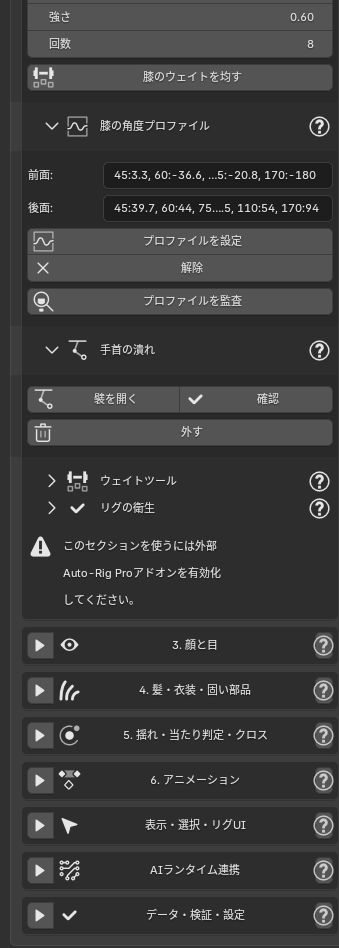 強さ 0.60
回数 8
膝のウェイトを均す
膝の角度プロファイル
前面: 45:3.3, 60:-36.6, ...5:-20.8, 170:-180
後面: 45:39.7, 60:44, 75....5, 110:54, 170:94
プロファイルを設定
解除
プロファイルを監査
手首の潰れ
襞を開く 確認
外す
ウェイトツール
リグの衛生
このセクションを使うには外部
Auto-Rig Proアドオンを有効化
してください。
3. 顔と目
4. 髪・衣装・固い部品
5. 揺れ・当たり判定・クロス
6. アニメーション
表示・選択・リグUI
AIランタイム連携
データ・検証・設定